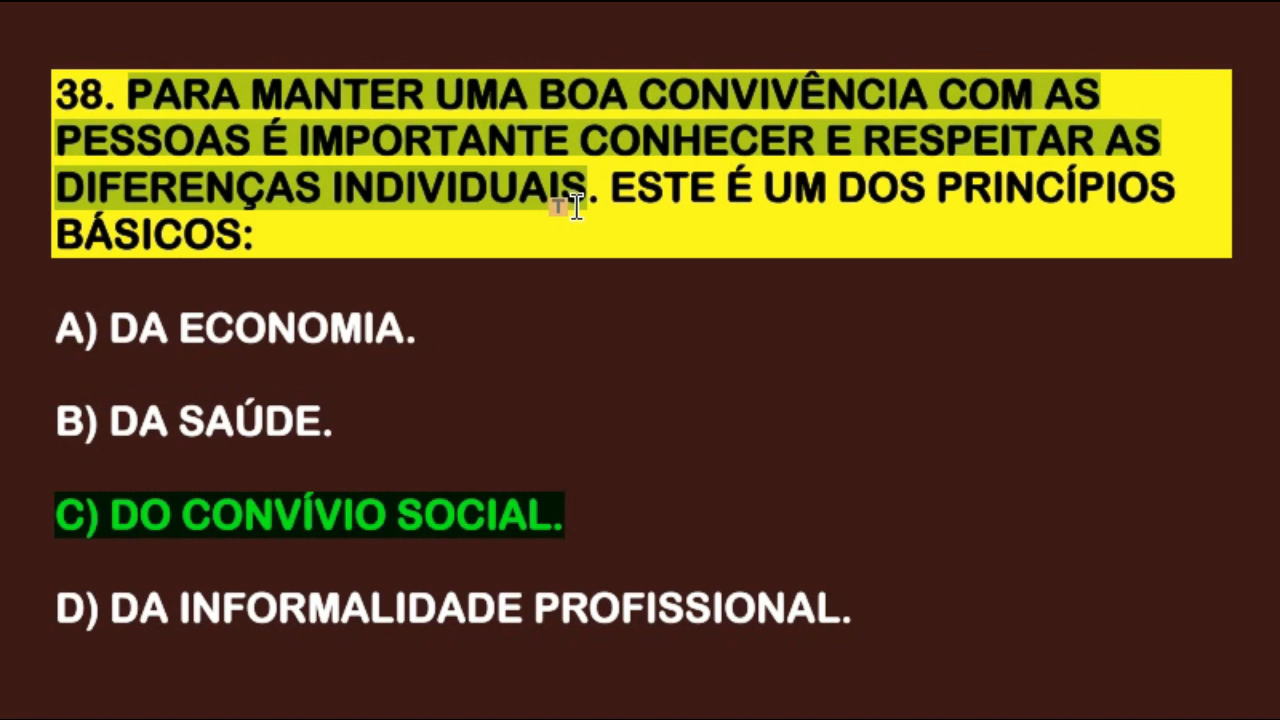 38. PARA MANTER UMA BOA CONVIVÊNCIA COM AS
PESSOAS É IMPORTANTE CONHECER E RESPEITAR AS
DIFERENÇAS INDIVIDUAIS. ESTE É UM DOS PRINCÍPIOS
BÁSICOS:
A) DA ECONOMIA.
B) DA SAÚDE.
C) DO CONVÍVIO SOCIAL.
D) DA INFORMALIDADE PROFISSIONAL.